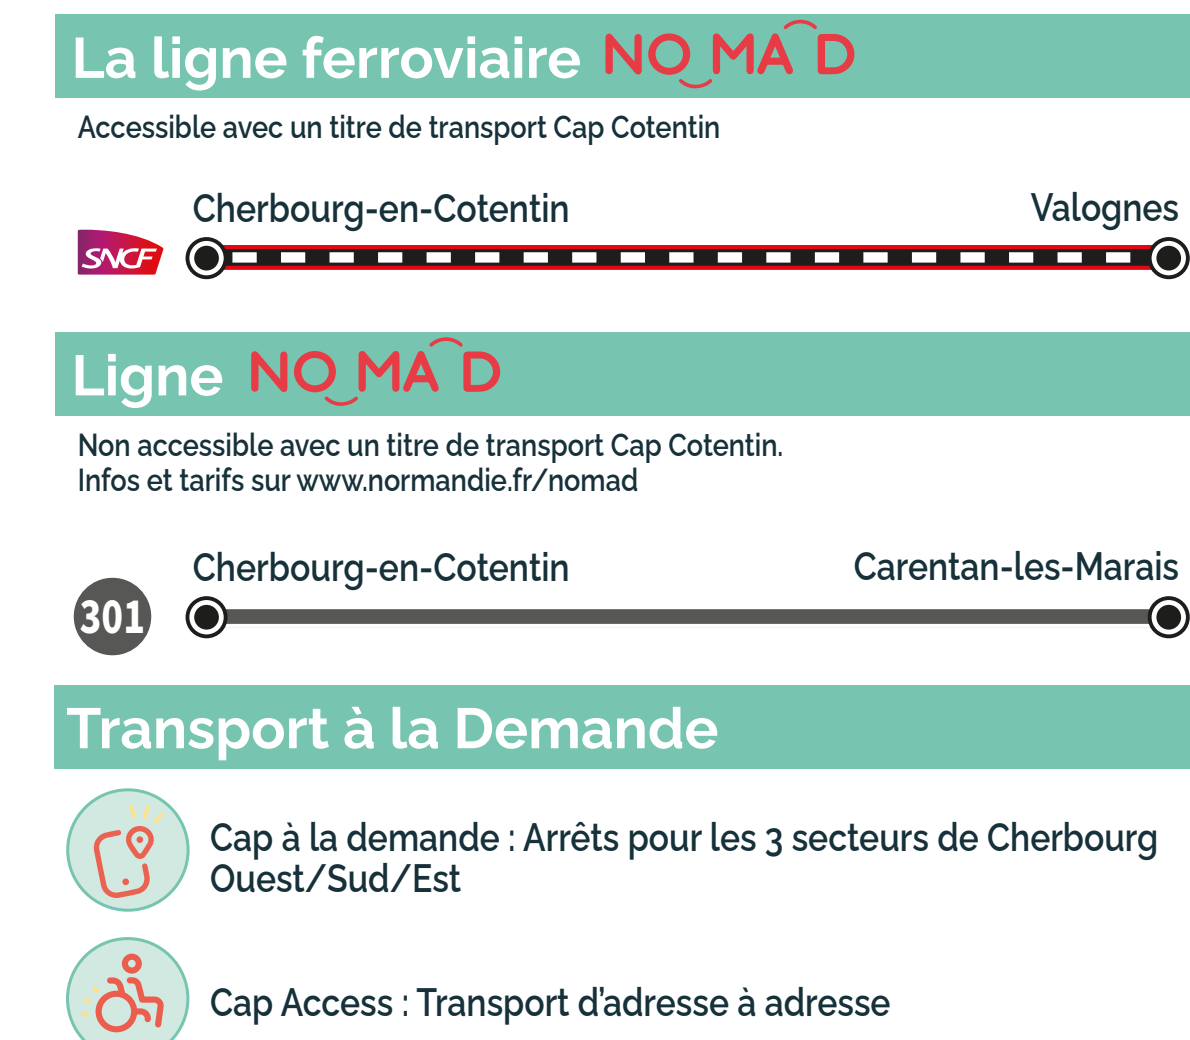 La ligne ferroviaire NOMAD
Accessible avec un titre de transport Cap Cotentin
Cherbourg-en-Cotentin Valognes
SNCF
Ligne NOMAD
Non accessible avec un titre de transport Cap Cotentin.
Infos et tarifs sur www.normandie.fr/nomad
Cherbourg-en-Cotentin Carentan-les-Marais
301
Transport à la Demande
Cap à la demande : Arrêts pour les 3 secteurs de Cherbourg
Ouest/Sud/Est
Cap Access : Transport d’adresse à adresse